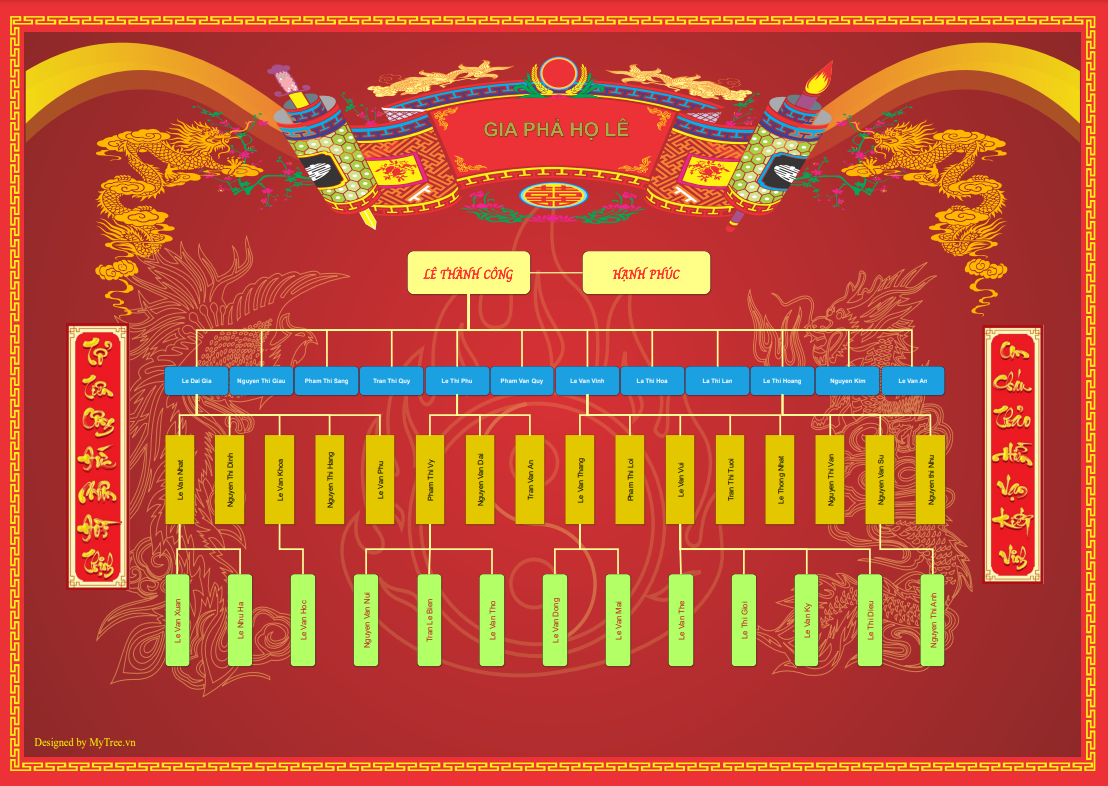 GIA PHẢ HỌ LÊ
LÊ THÀNH CÔNG
HẠNH PHÚC
Le Dai Gia
Nguyen Thi Giau
Pham Thi Sang
Tran Thi Quy
Le Thi Phu
Pham Van Quy
Le Van Vinh
La Thi Hoa
La Thi Lan
Le Thi Hoang
Nguyen Kim
Le Van An
Le Van Nhat
Nguyen Thi Dinh
Le Van Khoa
Nguyen Thi Hang
Le Van Phu
Pham Thi Vy
Nguyen Van Dai
Tran Van An
Le Van Thang
Pham Thi Loi
Le Van Vui
Tran Thi Tuoi
Le Thong Nhat
Nguyen Thi Van
Nguyen Van Su
Nguyen thi Nhu
Le Van Xuan
Le Nhu Ha
Le Van Hoc
Nguyen Van Nui
Tran Le Bien
Le Van Tho
Le Van Dong
Le Van Mai
Le Van The
Le Thi Gioi
Le Van Ky
Le Thi Dieu
Nguyen Thi Anh
Designed by MyTree.vn